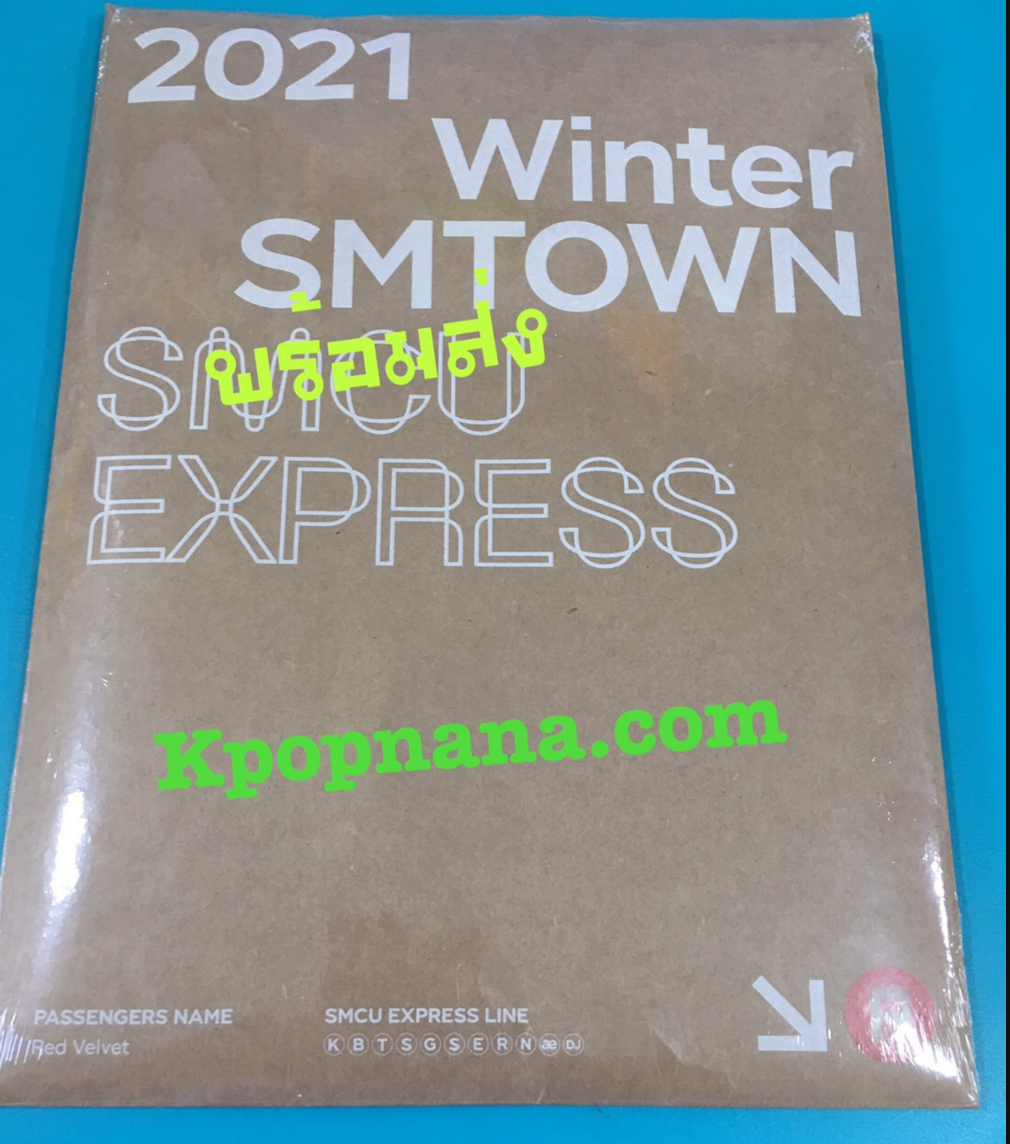 2021
Winter
SMTOWN
SMCU
พร้อมส่ง
EXPRESS
Kpopnana.com
PASSENGERS NAME
Red Velvet
SMCU EXPRESS LINE
K B T S G S E R N æ DJ
R